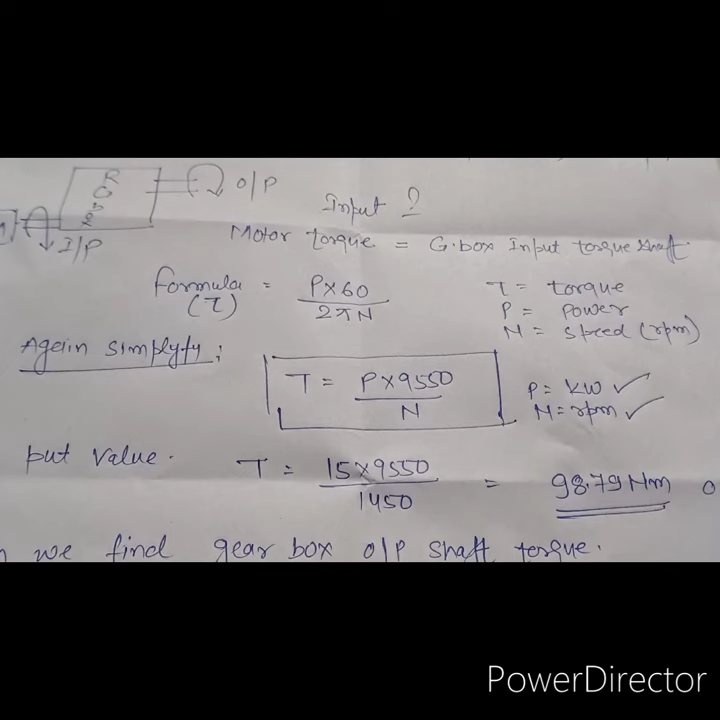 O/P
I/P
Input ?
Motor torque = G.box Input torque shaft.
formula (τ) = P×60 / 2πN
T = torque
P = Power
N = Speed (rpm)
Agein simplyfy;
T = P×9550 / N
P = kw ✓
N = rpm ✓
put value.
T = 15×9550 / 1450 = 98.79 Nm
we find gear box o/p shaft torque.
PowerDirector